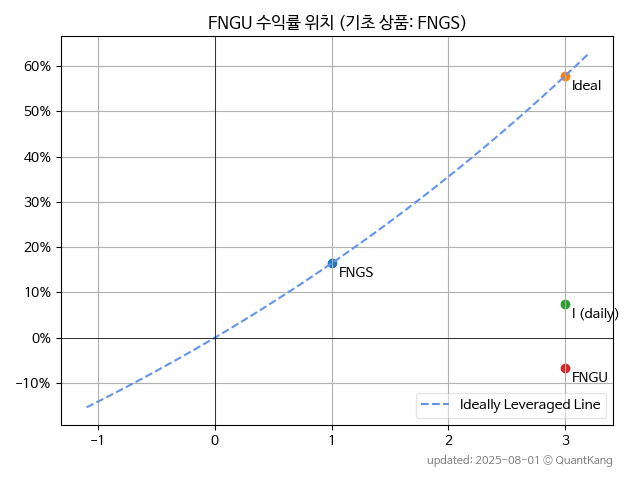 FNGU 수익률 위치 (기초 상품: FNGS)
60%
50%
40%
30%
20%
10%
0%
−10%
Ideal
FNGS
I (daily)
FNGU
Ideally Leveraged Line
−1
0
1
2
3
updated: 2025-08-01 © QuantKang